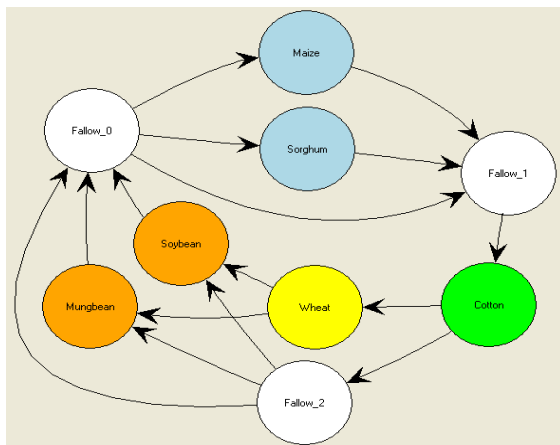 Maize
Fallow_0
Sorghum
Fallow_1
Soybean
Mungbean
Wheat
Cotton
Fallow_2